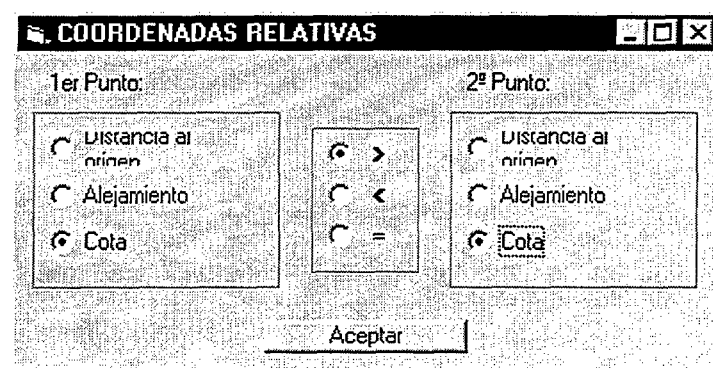 COORDENADAS RELATIVAS
1er Punto:
2º Punto:
Distancia al
origen
Alejamiento
Cota
>
<
=
Distancia al
origen
Alejamiento
Cota
Aceptar